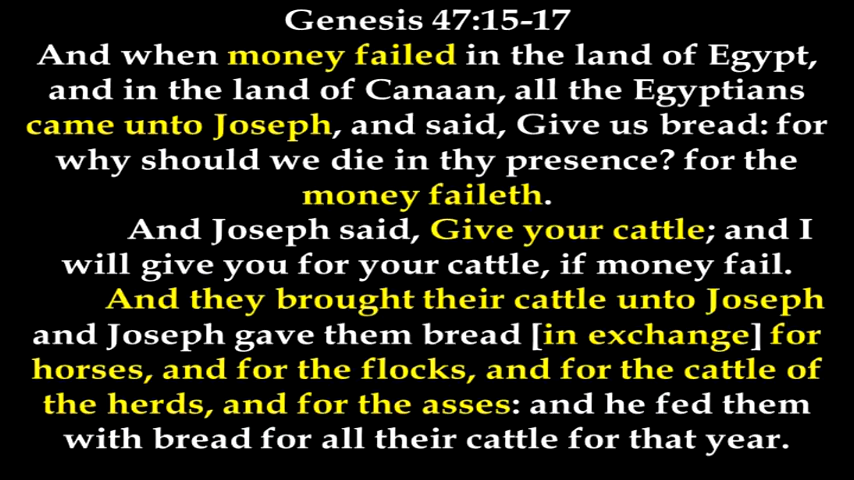 Genesis 47:15-17
And when money failed in the land of Egypt,
and in the land of Canaan, all the Egyptians
came unto Joseph, and said, Give us bread: for
why should we die in thy presence? for the
money faileth.
And Joseph said, Give your cattle; and I
will give you for your cattle, if money fail.
And they brought their cattle unto Joseph
and Joseph gave them bread [in exchange] for
horses, and for the flocks, and for the cattle of
the herds, and for the asses: and he fed them
with bread for all their cattle for that year.